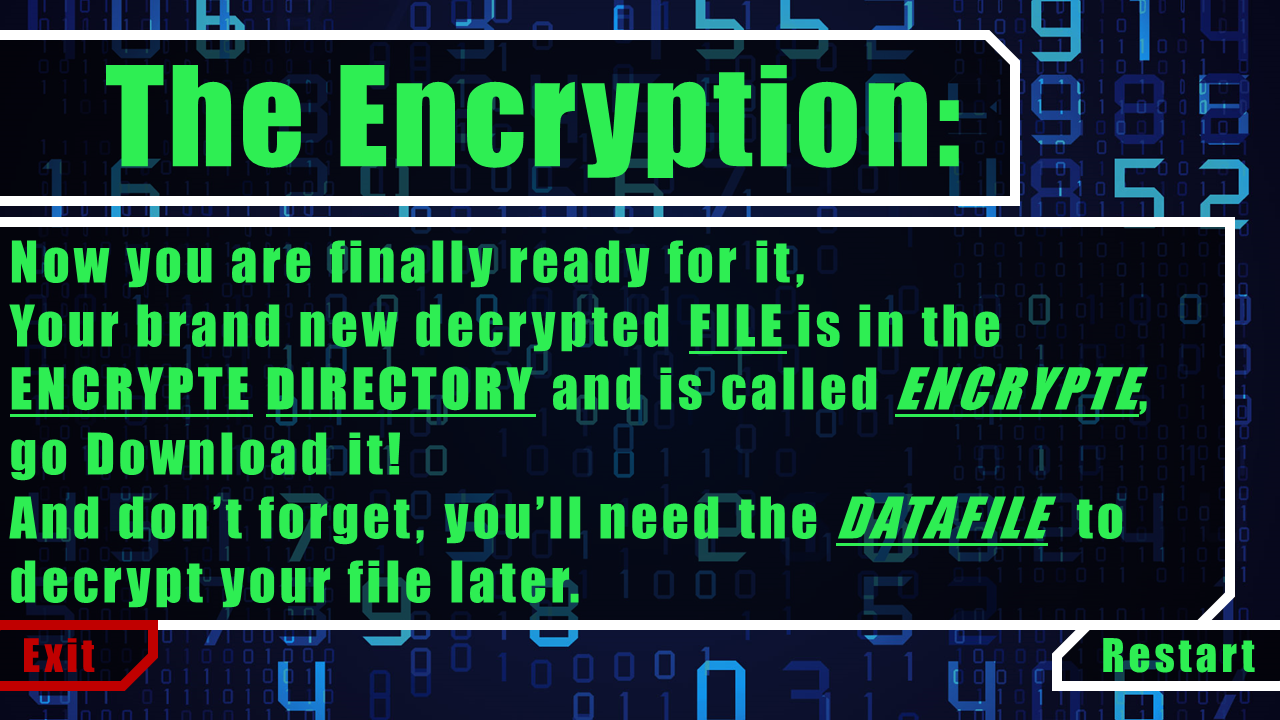 The Encryption:
Now you are finally ready for it,
Your brand new decrypted FILE is in the
ENCRYPTE DIRECTORY and is called ENCRYPTE,
go Download it!
And don’t forget, you’ll need the DATAFILE to
decrypt your file later.
Exit
Restart